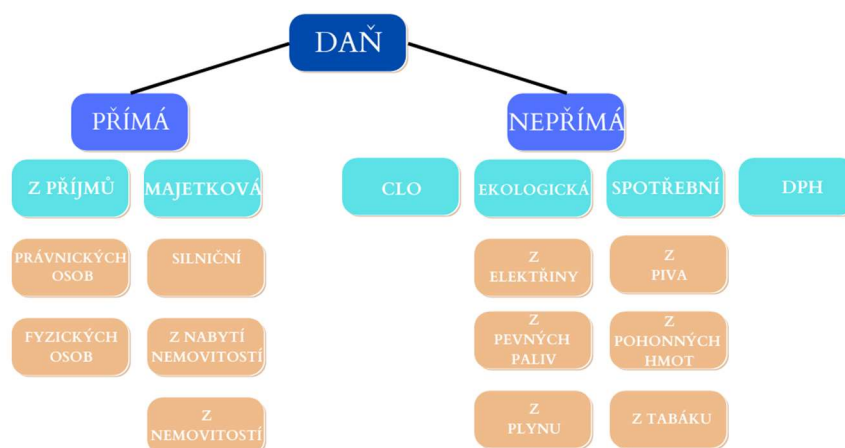 DAŇ
PŘÍMÁ
NEPŘÍMÁ
Z PŘÍJMŮ
MAJETKOVÁ
CLO
EKOLOGICKÁ
SPOTŘEBNÍ
DPH
PRÁVNICKÝCH
OSOB
SILNIČNÍ
Z
ELEKTŘINY
Z
PIVA
FYZICKÝCH
OSOB
Z NABYTÍ
NEMOVITOSTÍ
Z
PEVNÝCH
PALIV
Z
POHONNÝCH
HMOT
Z
NEMOVITOSTÍ
Z
PLYNU
Z TABÁKU